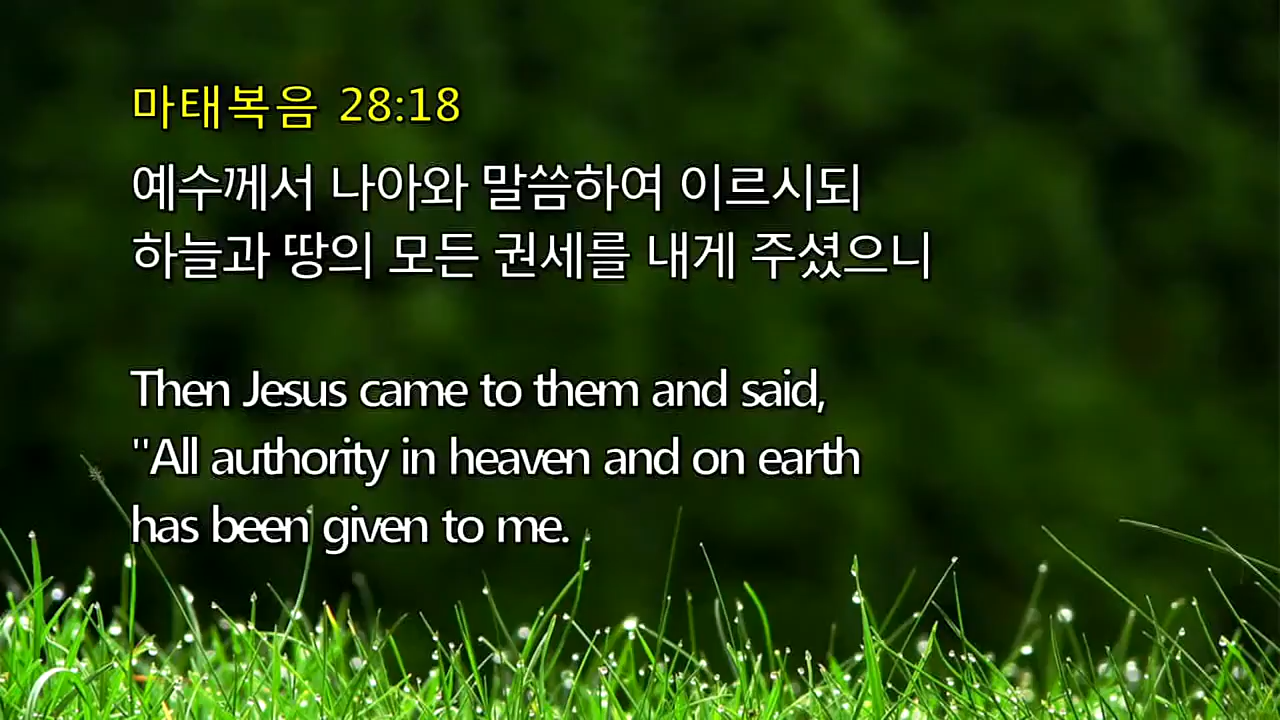 마태복음 28:18
예수께서 나아와 말씀하여 이르시되
하늘과 땅의 모든 권세를 내게 주셨으니
Then Jesus came to them and said,
"All authority in heaven and on earth
has been given to me.